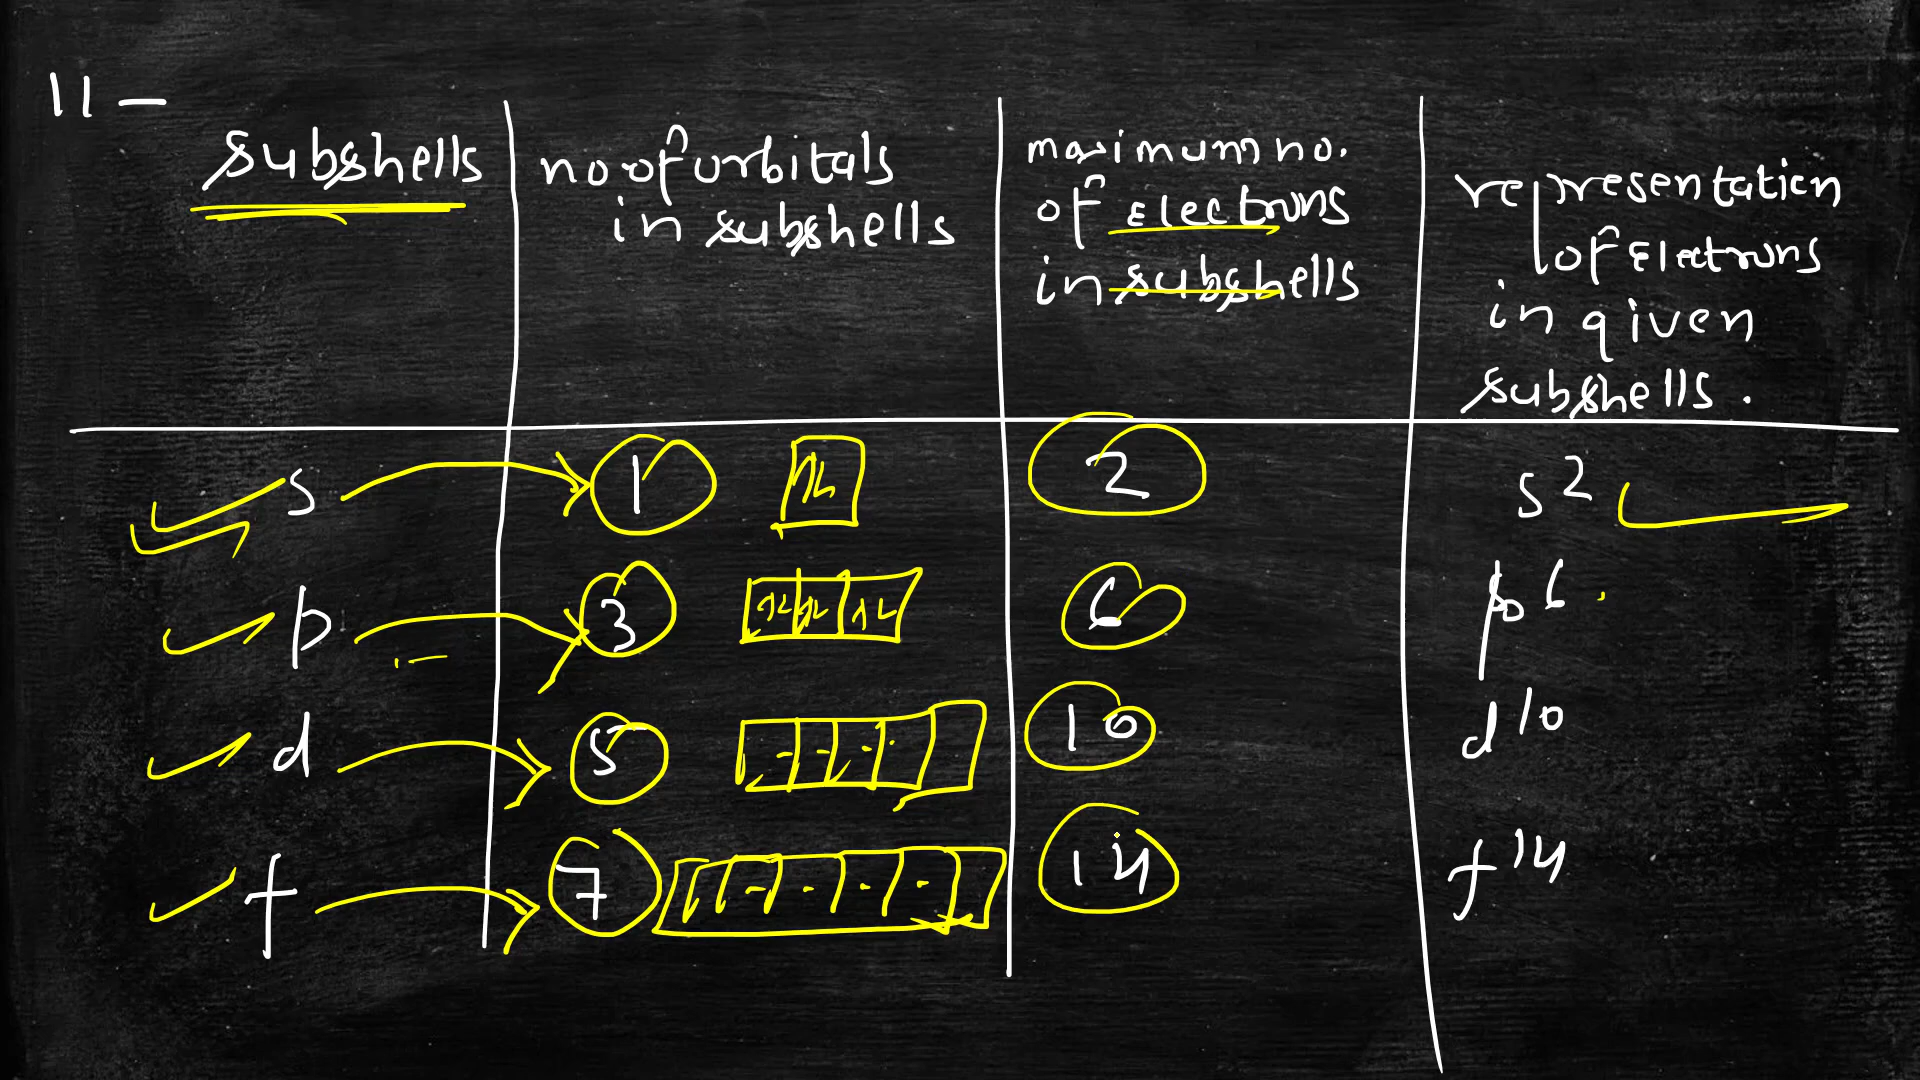 11 -
subshells
no of orbitals
in subshells
maximum no.
of Electrons
in subshells
representation
of Electrons
in given
subshells.
s 1 2 s2
p 3 6 p6
d 5 10 d10
f 7 14 f14